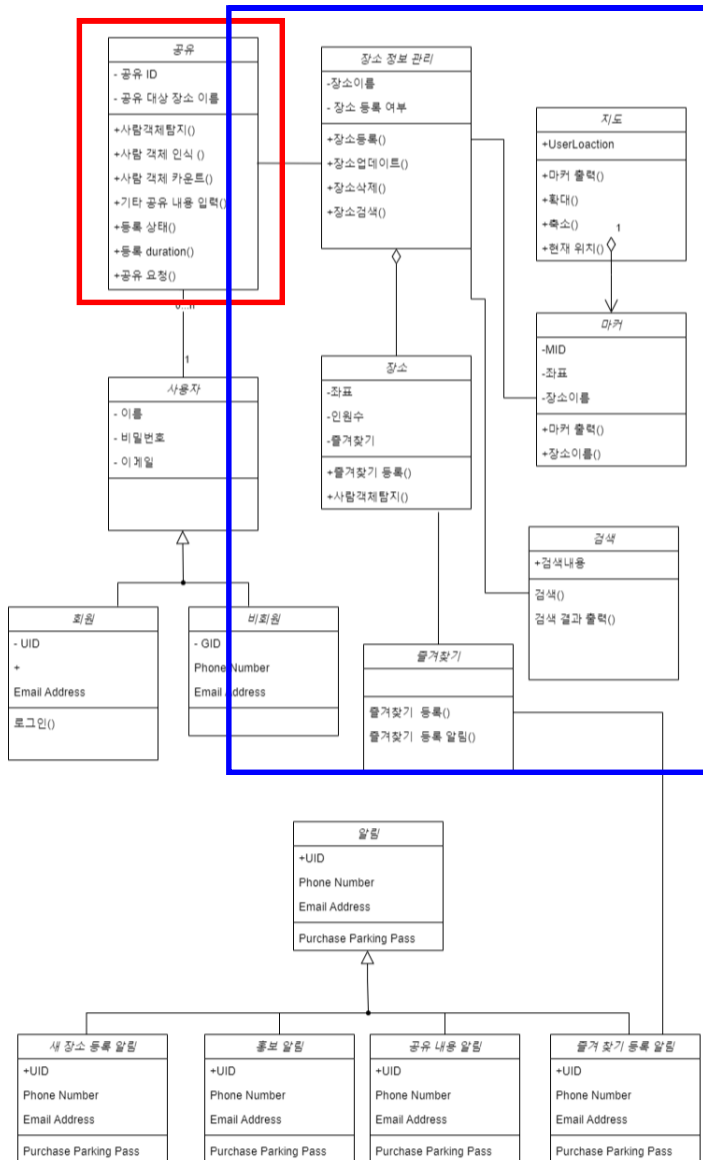 공유
- 공유 ID
- 공유 대상 장소 이름
+사람객체탐지()
+사람 객체 인식 ()
+사람 객체 카운트()
+기타 공유 내용 입력()
+등록 상태()
+등록 duration()
+공유 요청()
장소 정보 관리
-장소이름
- 장소 등록 여부
+장소등록()
+장소업데이트()
+장소삭제()
+장소검색()
지도
+UserLoaction
+마커 출력()
+확대()
+축소()
+현재 위치()
1
마커
-MID
-좌표
-장소이름
+마커 출력()
+장소이름()
1
사용자
- 이름
- 비밀번호
- 이메일
장소
-좌표
-인원수
-즐겨찾기
+즐겨찾기 등록()
+사람객체탐지()
검색
+검색내용
검색()
검색 결과 출력()
회원
- UID
+
Email Address
로그인()
비회원
- GID
Phone Number
Email Address
즐겨찾기
즐겨찾기 등록()
즐겨찾기 등록 알림()
알림
+UID
Phone Number
Email Address
Purchase Parking Pass
새 장소 등록 알림
+UID
Phone Number
Email Address
Purchase Parking Pass
홍보 알림
+UID
Phone Number
Email Address
Purchase Parking Pass
공유 내용 알림
+UID
Phone Number
Email Address
Purchase Parking Pass
즐겨 찾기 등록 알림
+UID
Phone Number
Email Address
Purchase Parking Pass